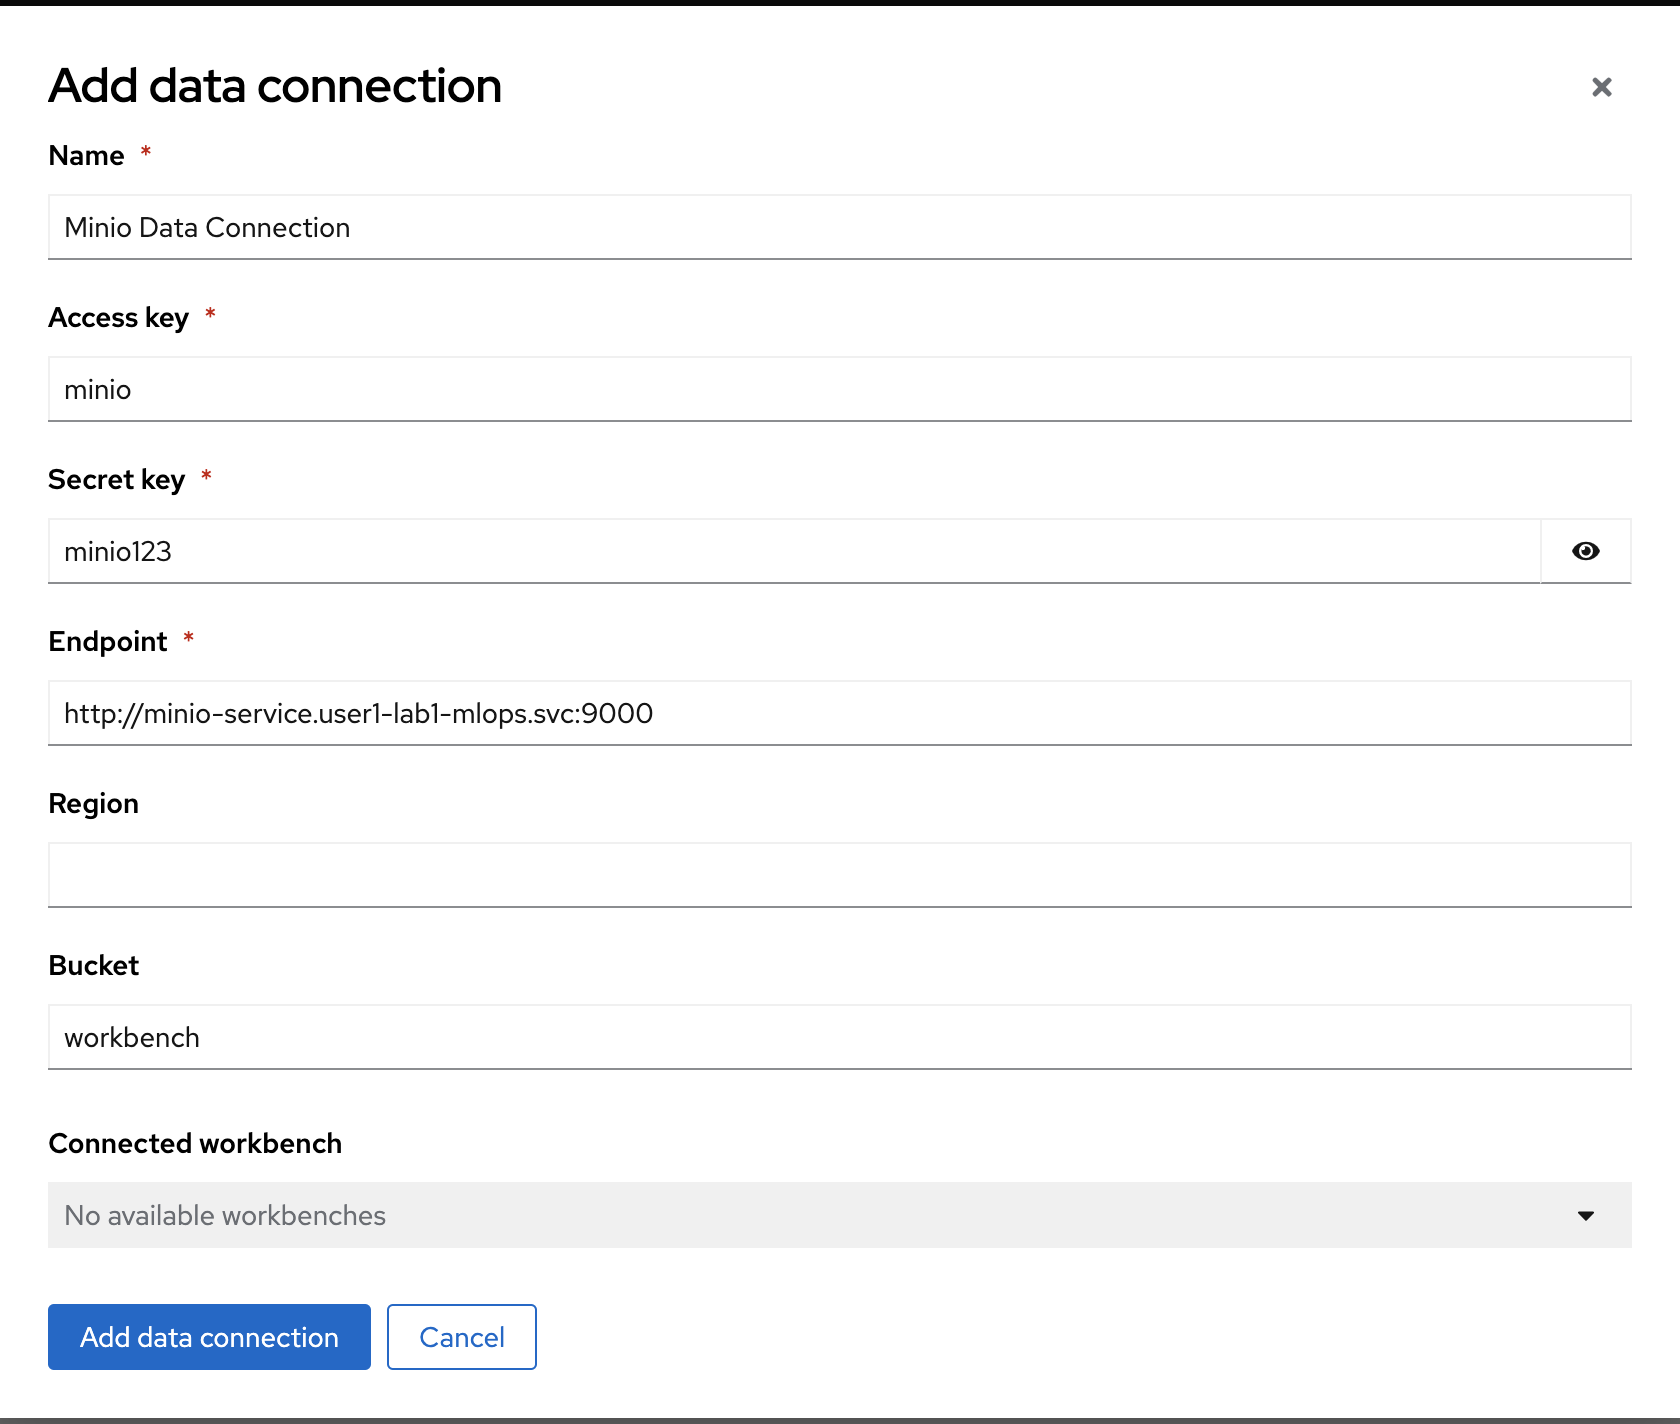 Add data connection
Name *
Minio Data Connection
Access key *
minio
Secret key *
minio123
Endpoint *
http://minio-service.user1-lab1-mlops.svc:9000
Region
Bucket
workbench
Connected workbench
No available workbenches
Add data connection Cancel